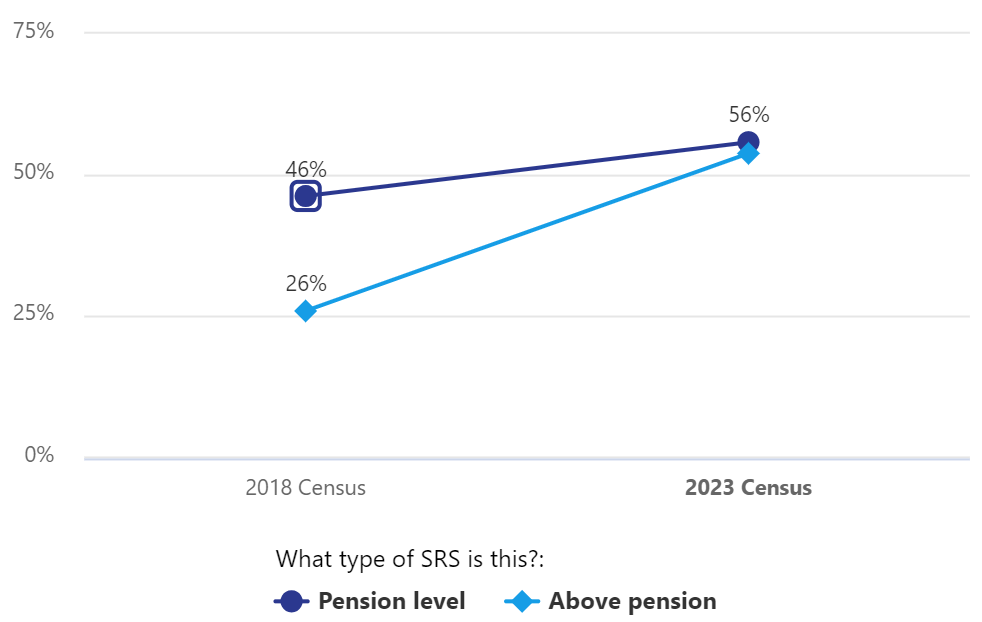 75%
56%
50%
46%
26%
25%
0%
2018 Census
2023 Census
What type of SRS is this?:
Pension level
Above pension